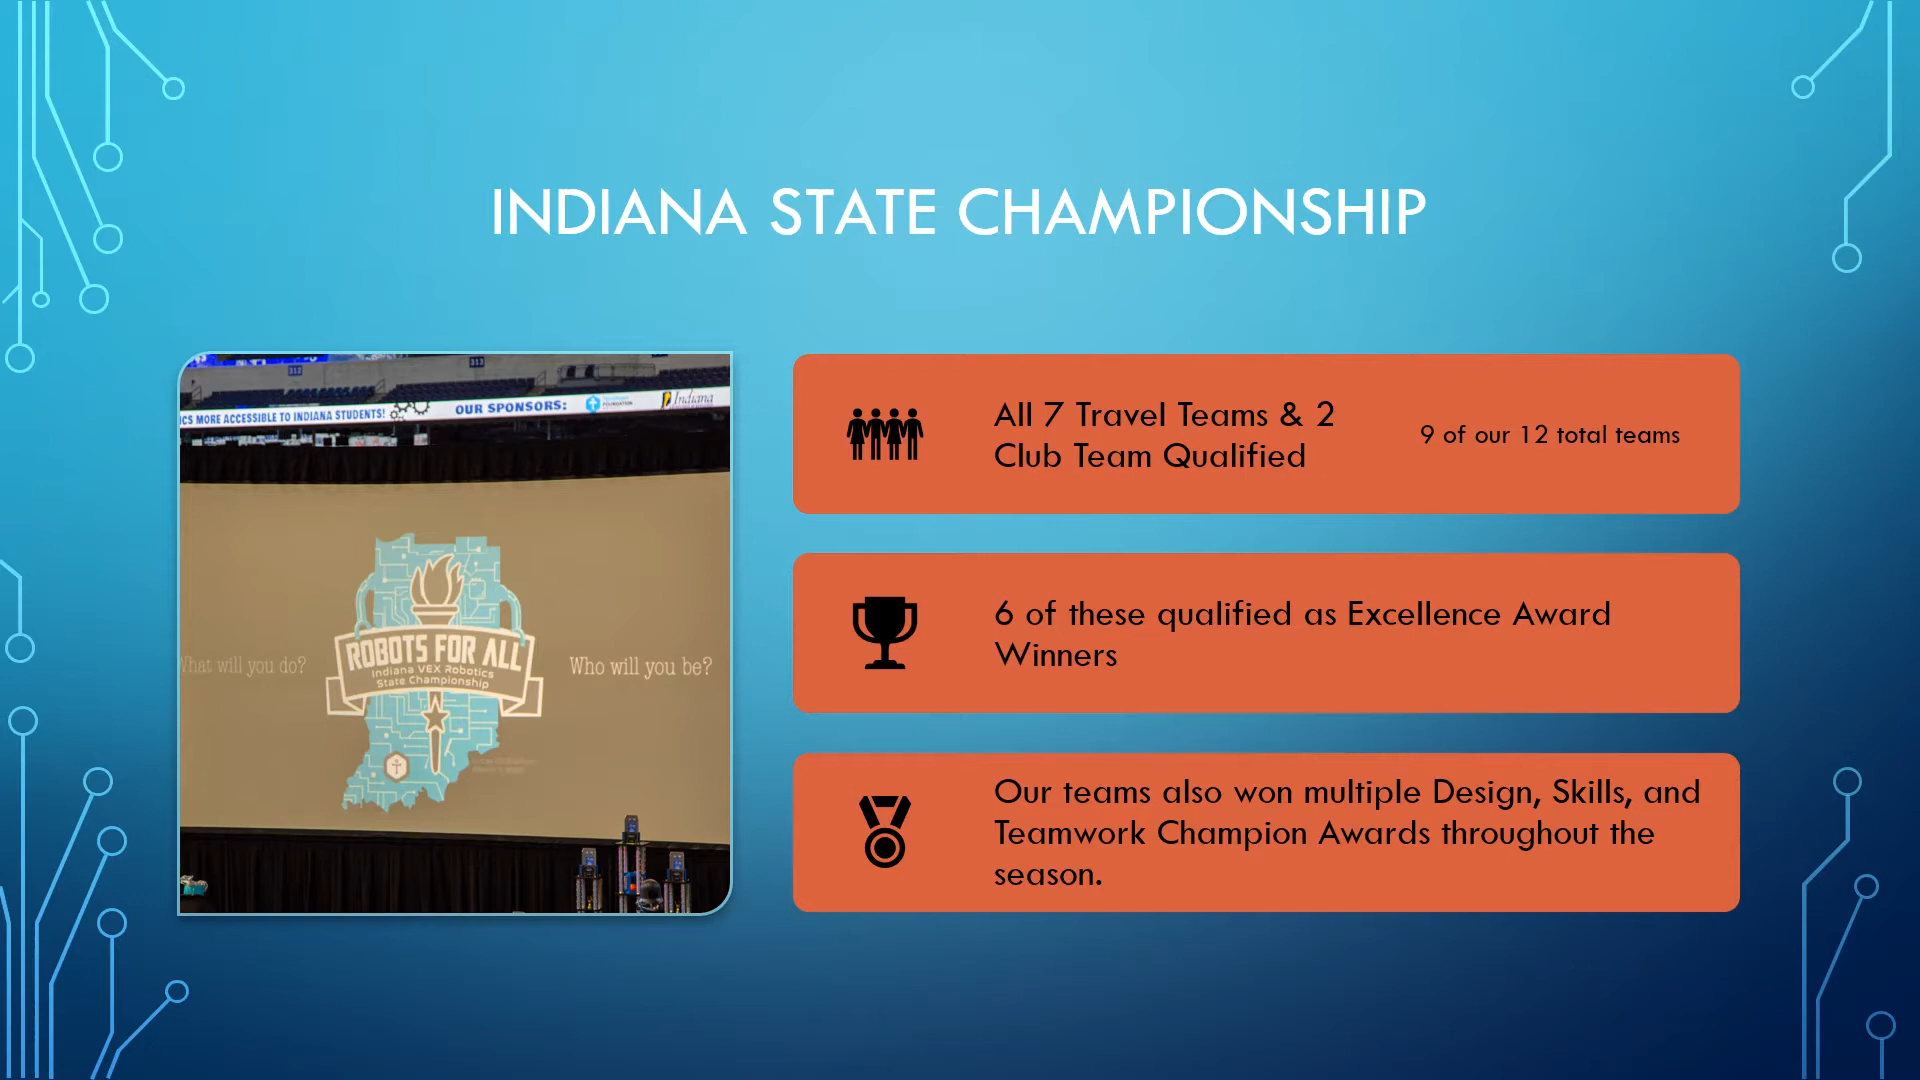 INDIANA STATE CHAMPIONSHIP
312
313
CS MORE ACCESSIBLE TO INDIANA STUDENTS!
OUR SPONSORS:
FOUNDATION
Indiana
What will you do?
ROBOTS FOR ALL
Indiana VEX Robotics
State Championship
Who will you be?
All 7 Travel Teams & 2
Club Team Qualified
9 of our 12 total teams
6 of these qualified as Excellence Award
Winners
Our teams also won multiple Design, Skills, and
Teamwork Champion Awards throughout the
season.